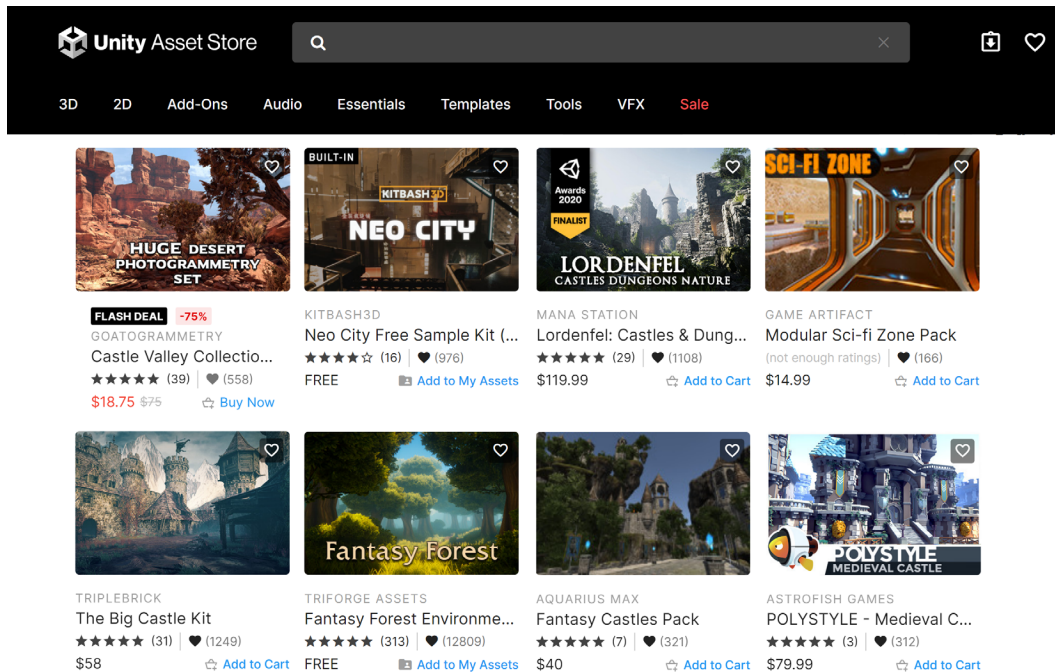 Unity Asset Store
3D 2D Add-Ons Audio Essentials Templates Tools VFX Sale
HUGE DESERT
PHOTOGRAMMETRY
SET
FLASH DEAL -75%
GOATOGRAMMETRY
Castle Valley Collectio...
(39) (558)
$18.75 $75 Buy Now
BUILT-IN
KITBASH3D
NEO CITY
KITBASH3D
Neo City Free Sample Kit (...
(16) (976)
FREE Add to My Assets
Awards
2020
FINALIST
LORDENFEL
CASTLES DUNGEONS NATURE
MANA STATION
Lordenfel: Castles & Dung...
(29) (1108)
$119.99 Add to Cart
SCI-FI ZONE
GAME ARTIFACT
Modular Sci-fi Zone Pack
(not enough ratings) (166)
$14.99 Add to Cart
TRIPLEBRICK
The Big Castle Kit
(31) (1249)
$58 Add to Cart
Fantasy Forest
TRIFORGE ASSETS
Fantasy Forest Environme...
(313) (12809)
FREE Add to My Assets
AQUARIUS MAX
Fantasy Castles Pack
(7) (321)
$40 Add to Cart
POLYSTYLE
MEDIEVAL CASTLE
ASTROFISH GAMES
POLYSTYLE - Medieval C...
(3) (312)
$79.99 Add to Cart